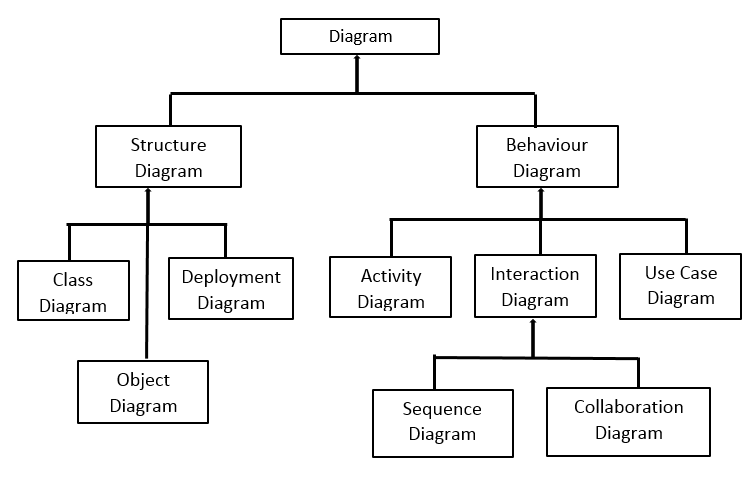 Diagram
Structure
Diagram
Behaviour
Diagram
Class
Diagram
Deployment
Diagram
Object
Diagram
Activity
Diagram
Interaction
Diagram
Use Case
Diagram
Sequence
Diagram
Collaboration
Diagram